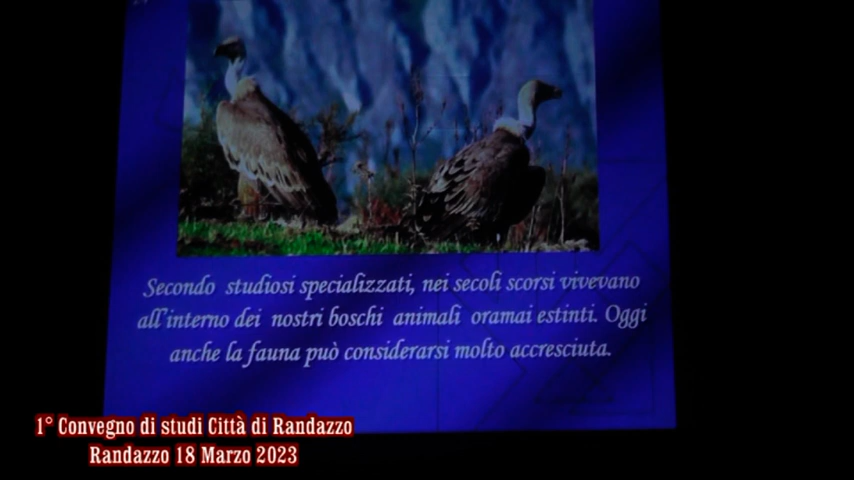 Secondo studiosi specializzati, nei secoli scorsi vivevano
all'interno dei nostri boschi animali oramai estinti. Oggi
anche la fauna può considerarsi molto accresciuta.
1° Convegno di studi Città di Randazzo
Randazzo 18 Marzo 2023